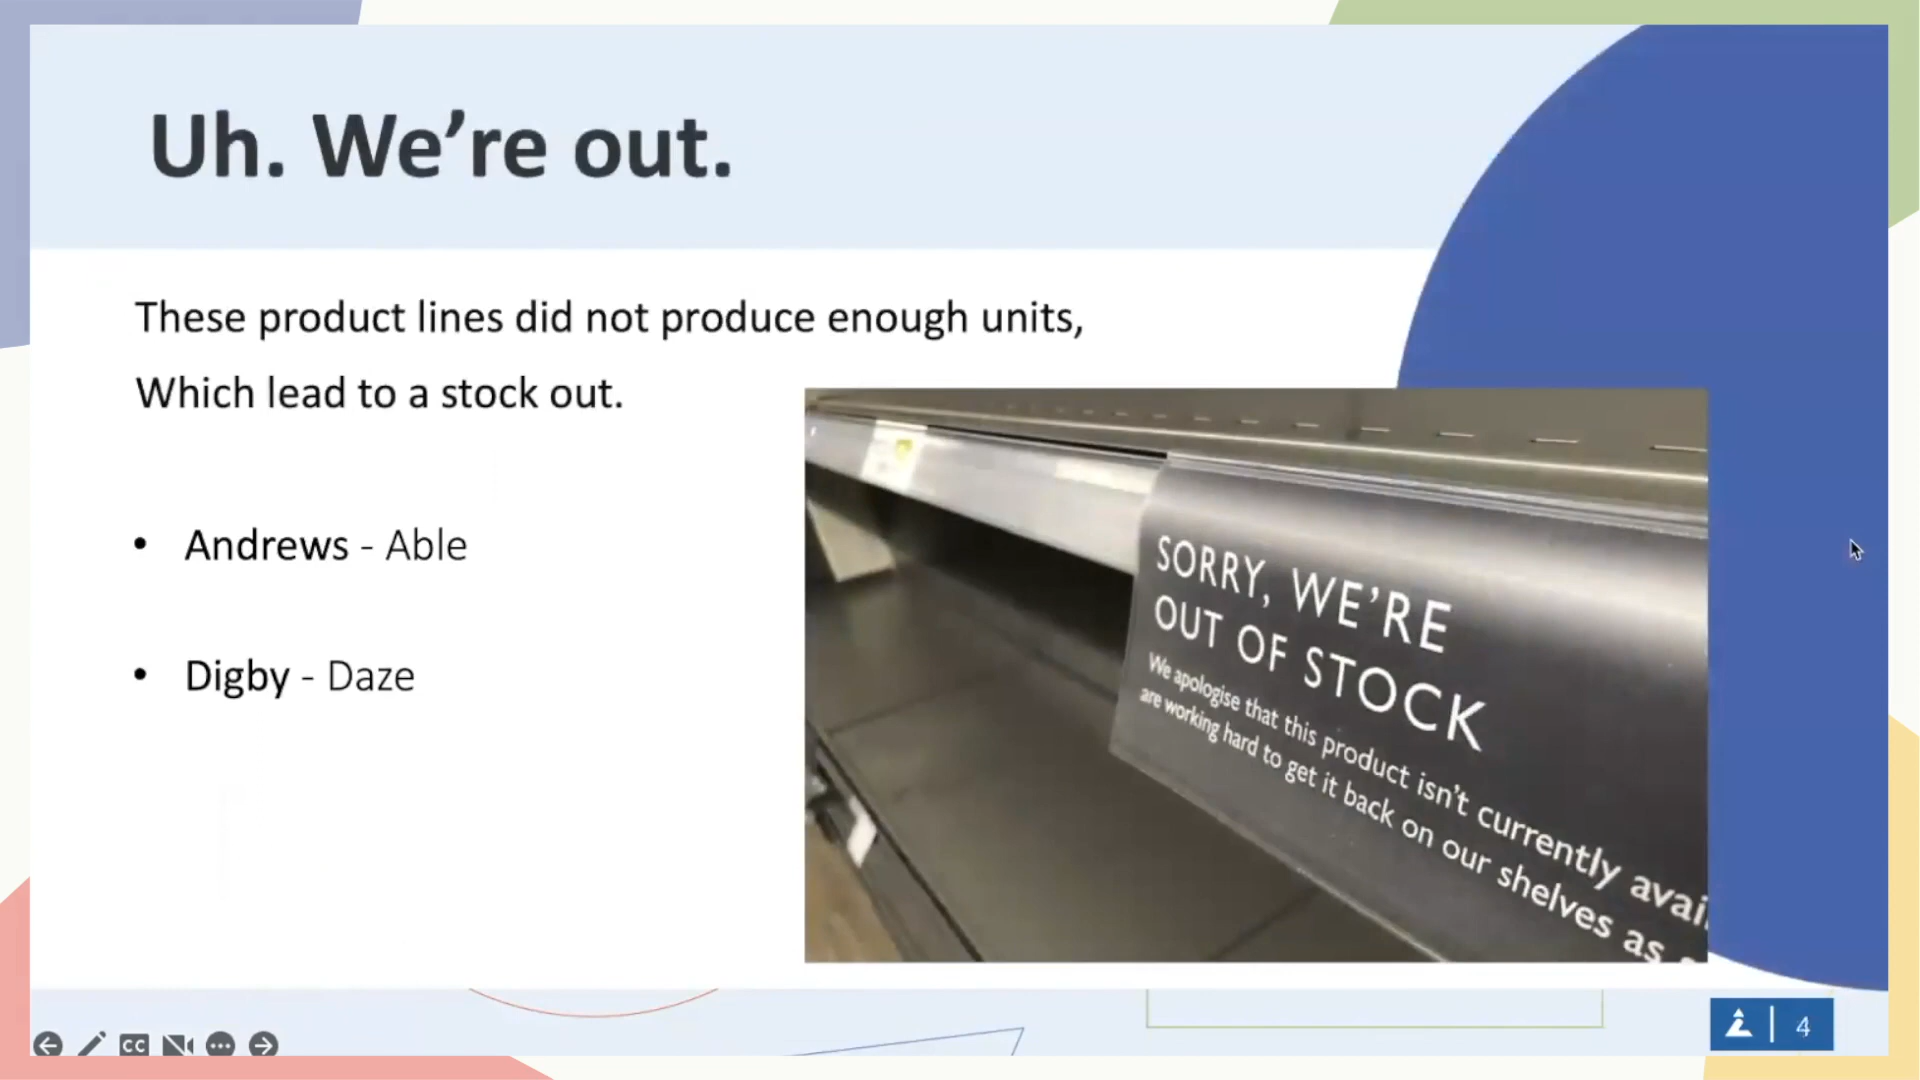 Uh. We’re out.
These product lines did not produce enough units,
Which lead to a stock out.
• Andrews - Able
• Digby - Daze
SORRY, WE’RE
OUT OF STOCK
We apologise that this product isn’t currently avai
are working hard to get it back on our shelves as
CC
4